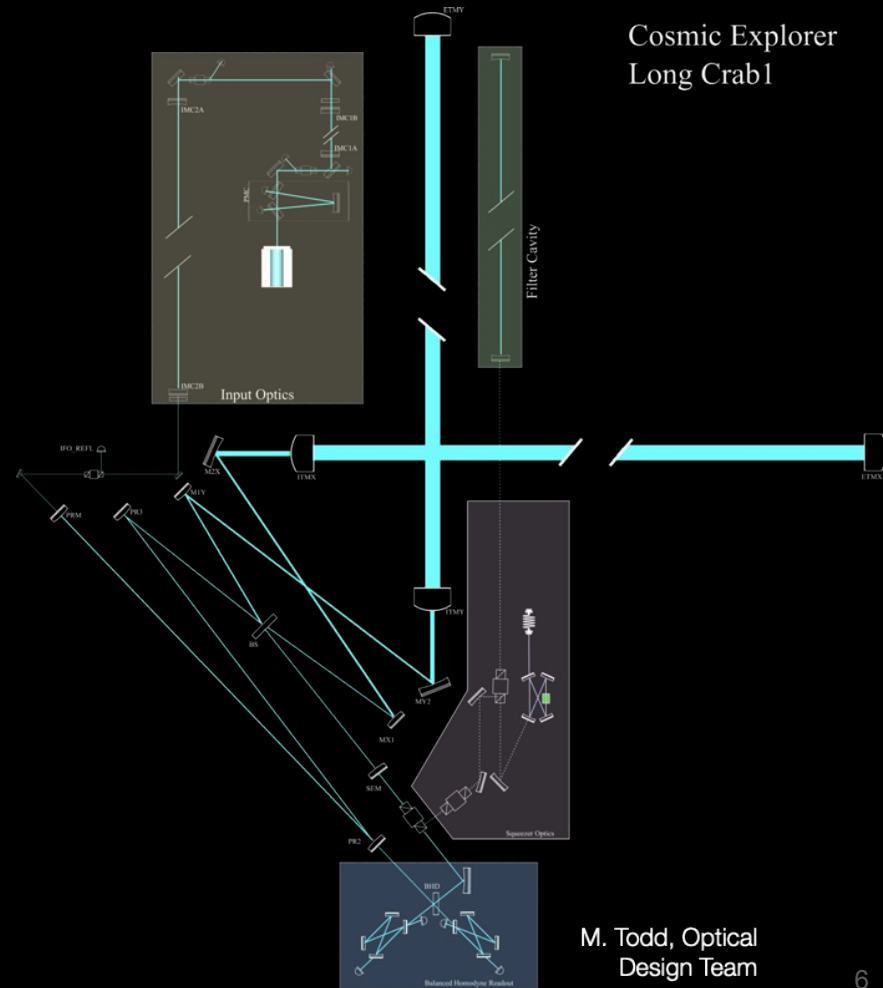 Cosmic Explorer
Long Crab1
ETMY
IMC2A
IMC1B
IMC1A
PMC
IMC2B
Input Optics
Filter Cavity
IFO_REFL
M2X
ITMX
ETMX
M1Y
PRM
PR3
ITMY
BS
MY2
MX1
SEM
PR2
Squeezer Optics
BHD
Balanced Homodyne Readout
M. Todd, Optical
Design Team
6